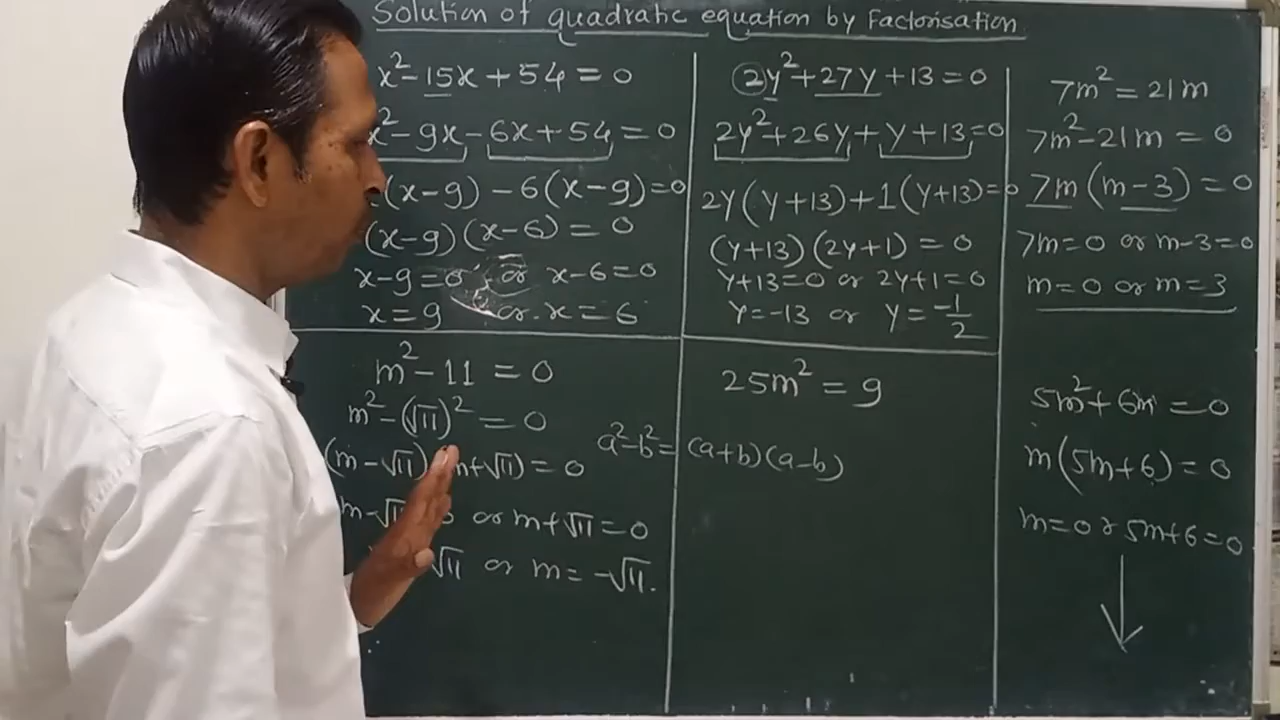 Solution of quadratic equation by Factorisation
x²-15x+54=0
x²-9x-6x+54=0
(x-9)-6(x-9)=0
(x-9)(x-6)=0
x-9=0 or x-6=0
x=9 or x=6
2y²+27y+13=0
2y²+26y+y+13=0
2y(y+13)+1(y+13)=0
(y+13)(2y+1)=0
y+13=0 or 2y+1=0
y=-13 or y=-1/2
7m²=21m
7m²-21m=0
7m(m-3)=0
7m=0 or m-3=0
m=0 or m=3
m²-11=0
m²-(√11)²=0
(m-√11)(m+√11)=0
m-√11 or m+√11=0
√11 or m=-√11.
a²-b²=(a+b)(a-b)
25m²=9
5m²+6m=0
m(5m+6)=0
m=0 or 5m+6=0